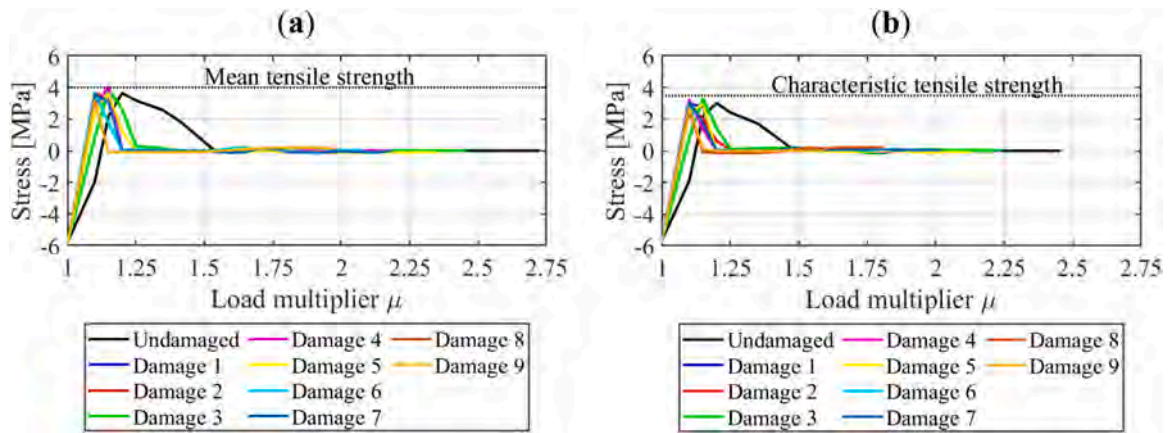 (a)
6
Mean tensile strength
4
2
0
−2
−4
−6
Stress [MPa]
1 1.25 1.5 1.75 2 2.25 2.5 2.75
Load multiplier μ
Undamaged Damage 4 Damage 8
Damage 1 Damage 5 Damage 9
Damage 2 Damage 6
Damage 3 Damage 7
(b)
6
Characteristic tensile strength
4
2
0
−2
−4
−6
Stress [MPa]
1 1.25 1.5 1.75 2 2.25 2.5 2.75
Load multiplier μ
Undamaged Damage 4 Damage 8
Damage 1 Damage 5 Damage 9
Damage 2 Damage 6
Damage 3 Damage 7